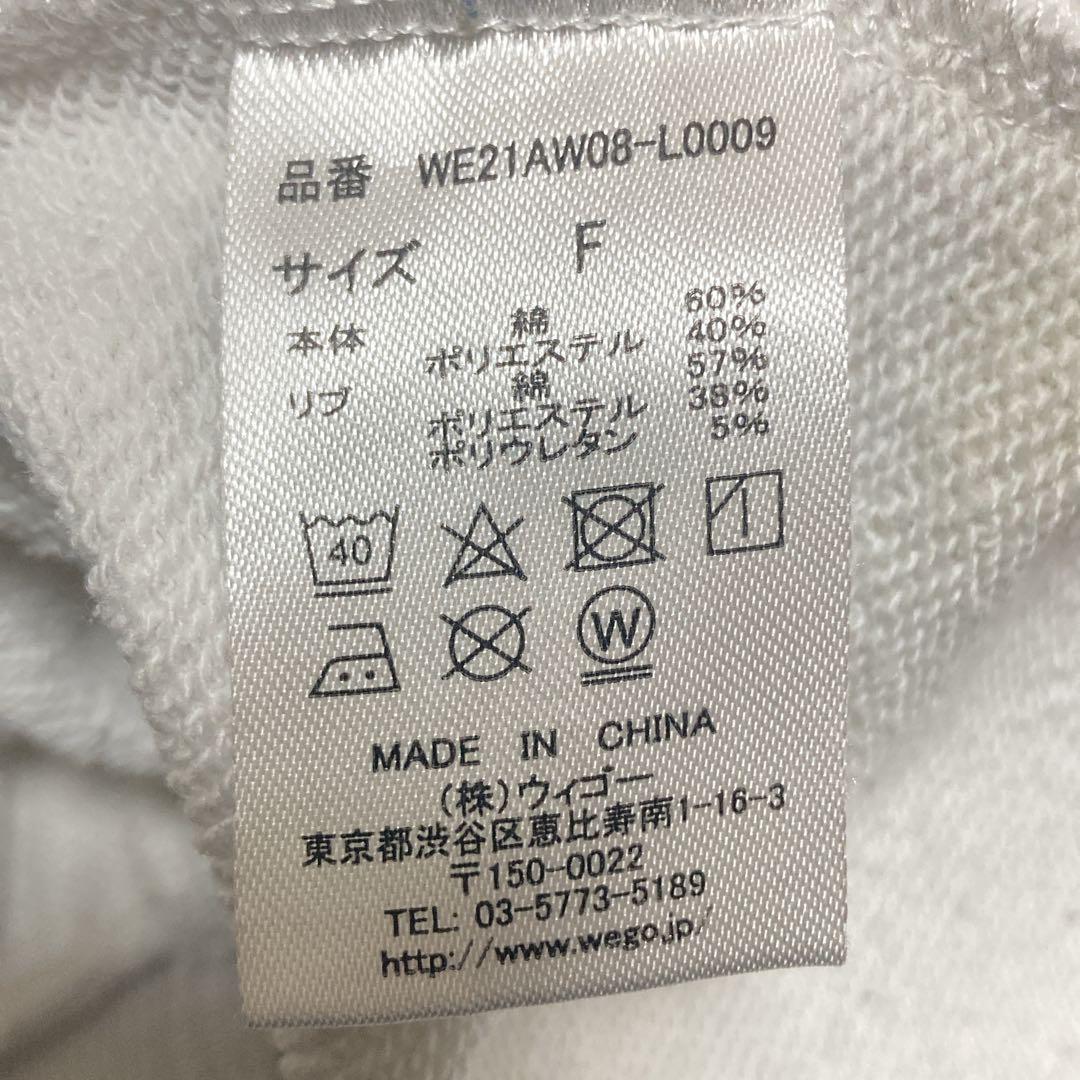 品番 WE21AW08-L0009
サイズ F
本体 綿 60%
ポリエステル 40%
リブ 綿 57%
ポリエステル 38%
ポリウレタン 5%
40
W
MADE IN CHINA
(株)ウィゴー
東京都渋谷区恵比寿南1-16-3
〒150-0022
TEL: 03-5773-5189
http://www.wego.jp/